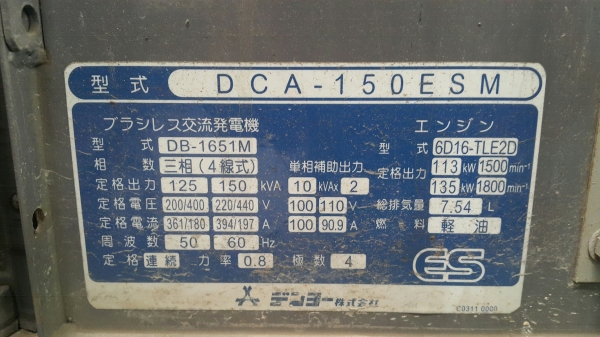 型式 DCA-150ESM
ブラシレス交流発電機
型式 DB-1651M
相数 三相(4線式) 単相補助出力
定格出力 125 150 kVA 10 kVAx 2
定格電圧 200/400 220/440 V 100 110 V
定格電流 361/180 394/197 A 100 90.9 A
周波数 50 60 Hz
定格 連続 力率 0.8 極数 4
エンジン
型式 6D16-TLE2D
定格出力 113 kW 1500 min⁻¹
135 kW 1800 min⁻¹
総排気量 7.54 L
燃料 軽油
ES
デンヨー株式会社
C0311 0000